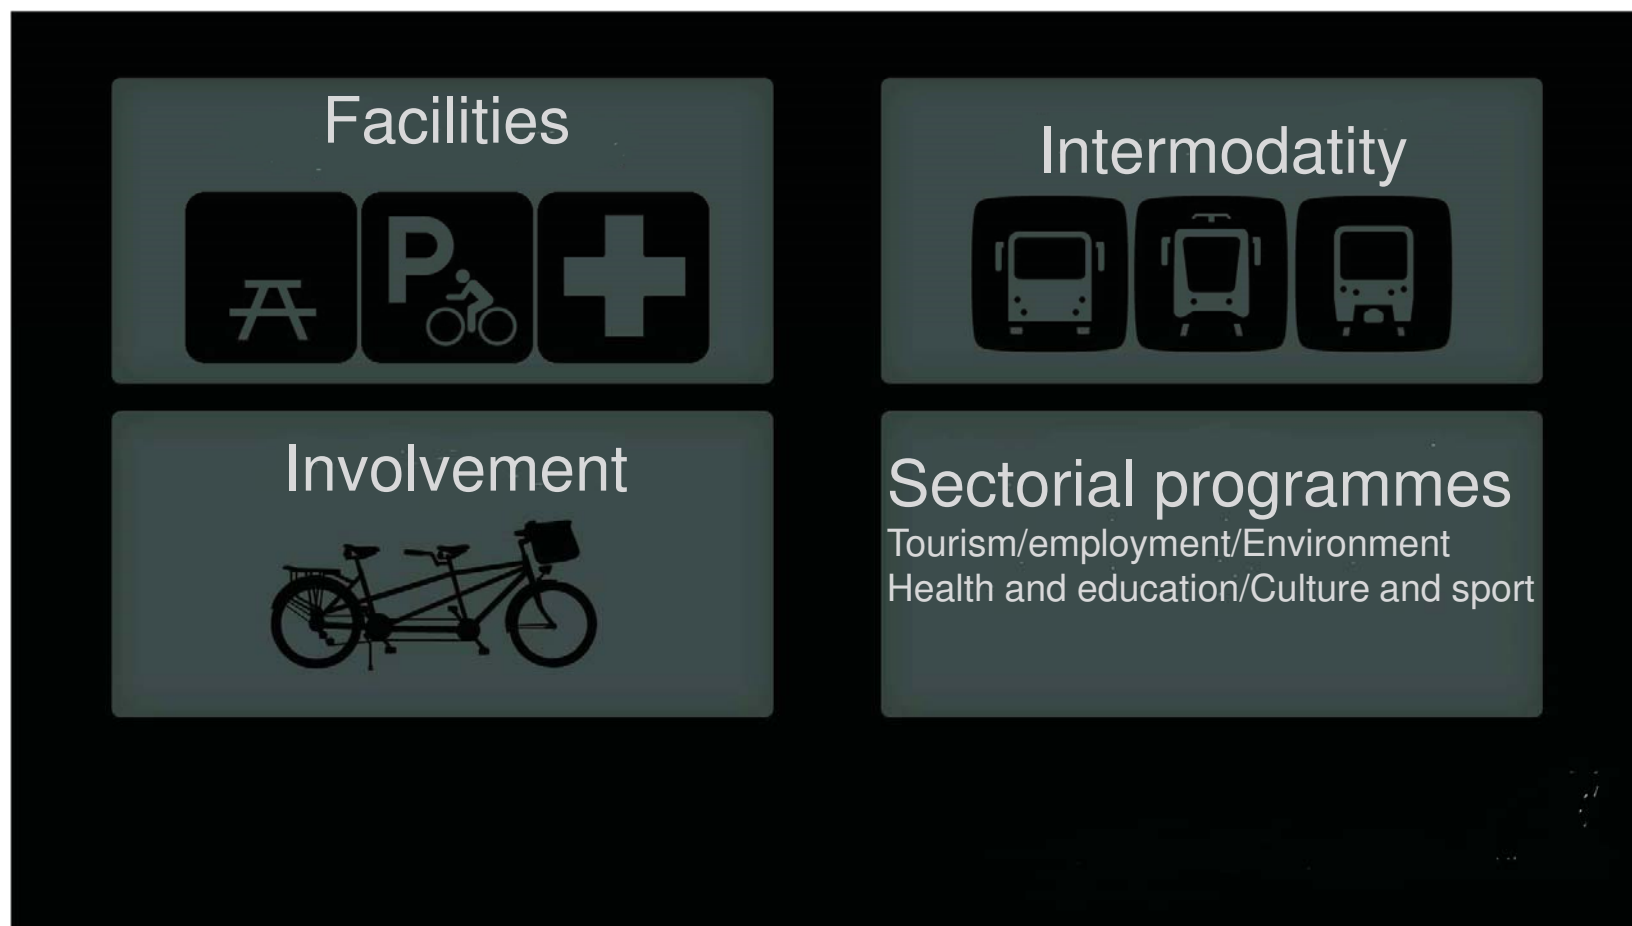 Facilities
P
Intermodatity
Involvement
Sectorial programmes
Tourism/employment/Environment
Health and education/Culture and sport